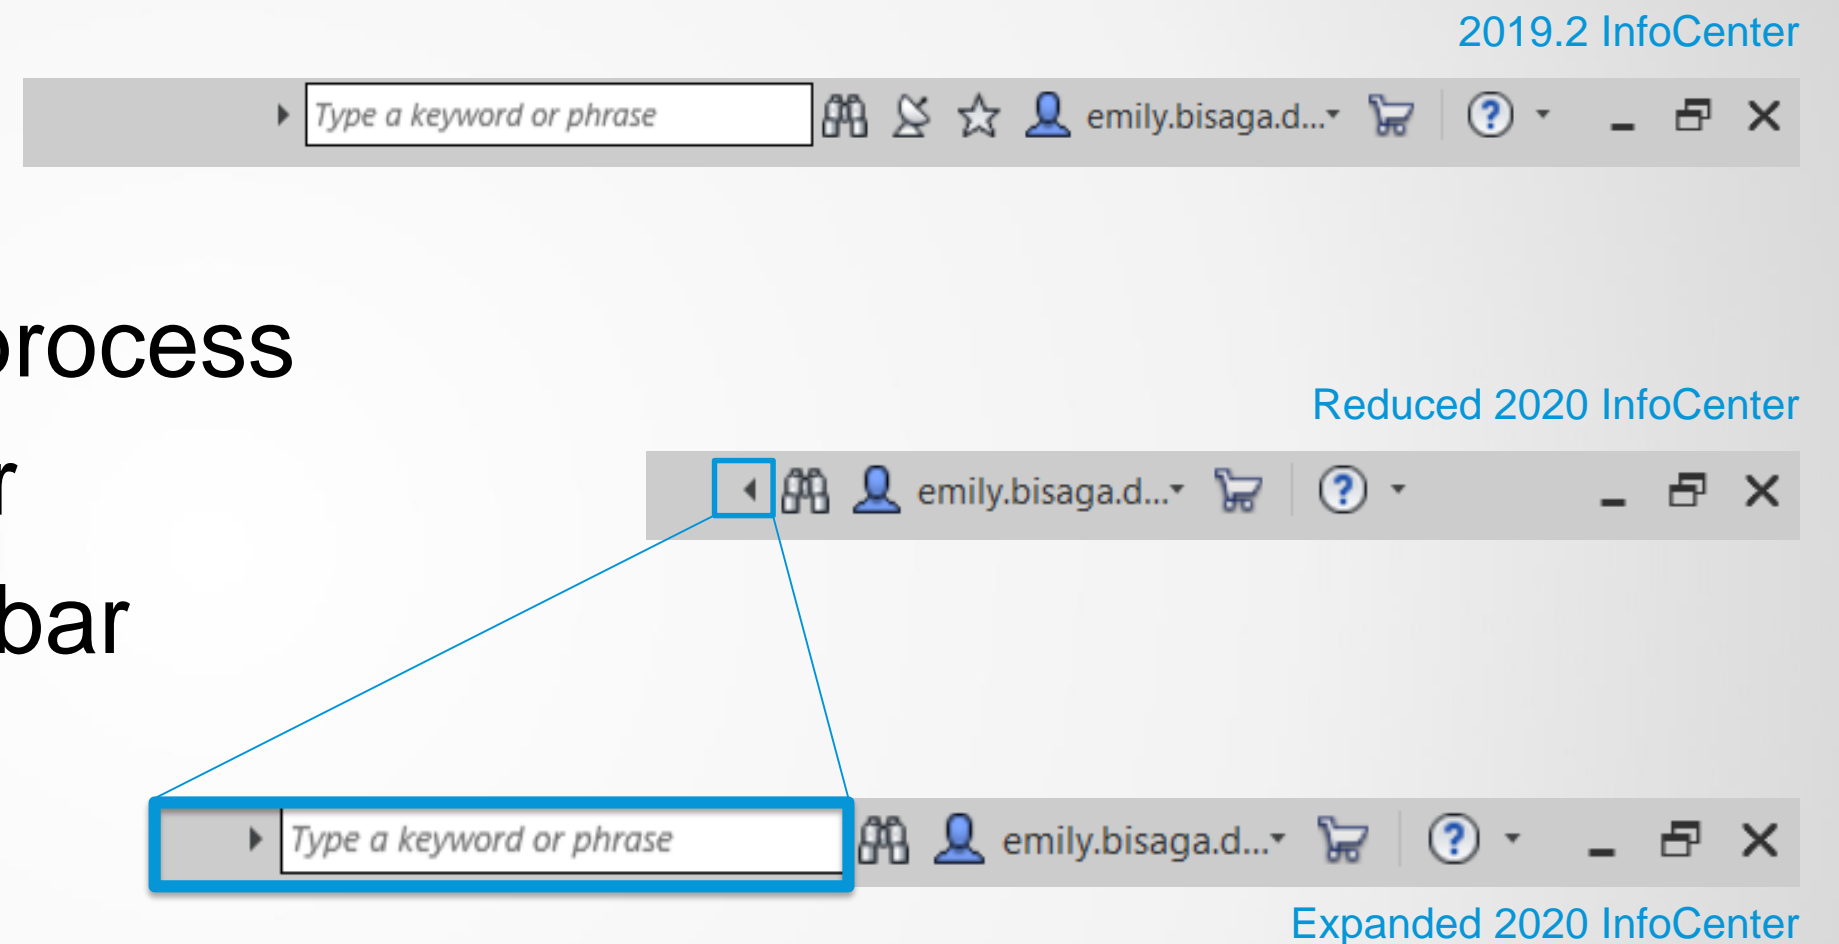 2019.2 InfoCenter
Type a keyword or phrase emily.bisaga.d... ?
process
Reduced 2020 InfoCenter
r
emily.bisaga.d... ?
bar
Type a keyword or phrase emily.bisaga.d... ?
Expanded 2020 InfoCenter